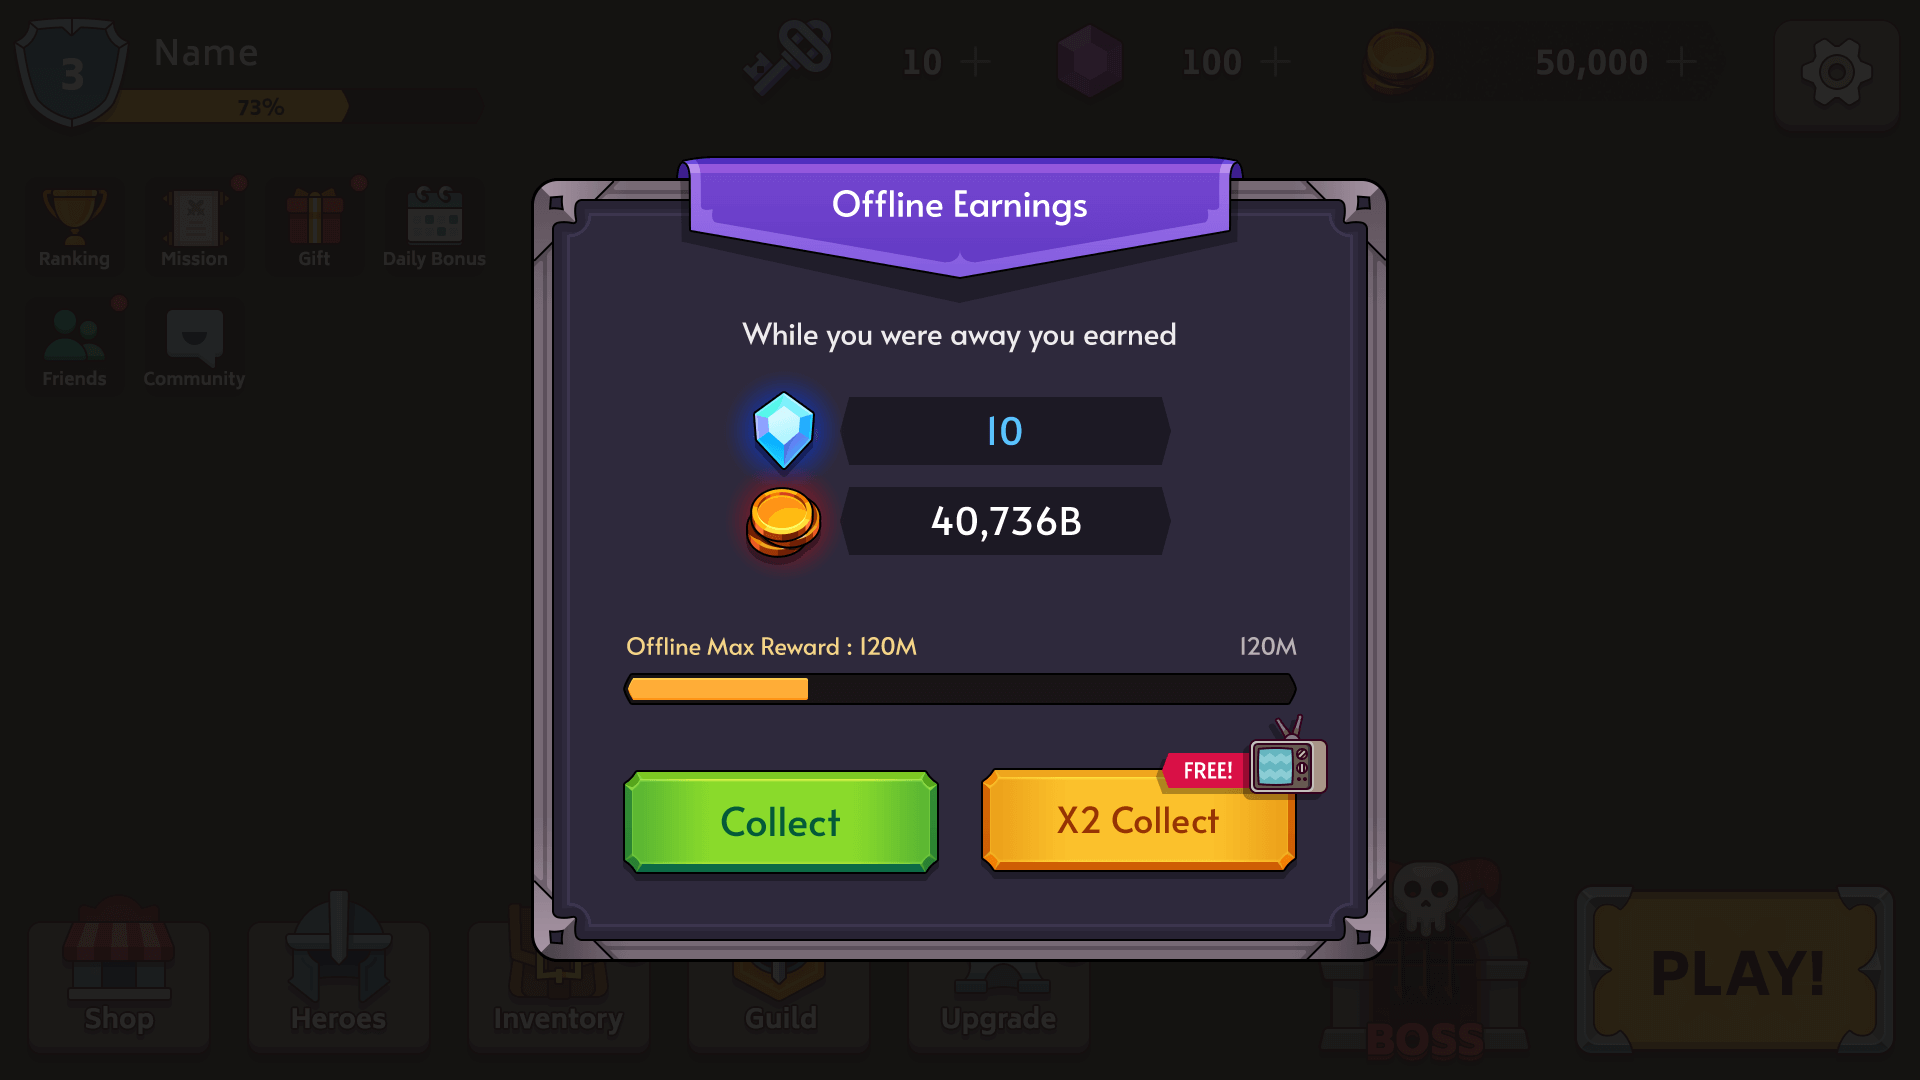 3
Name
73%
10
100
50,000
Ranking
Mission
Gift
Daily Bonus
Friends
Community
Offline Earnings
While you were away you earned
10
40,736B
Offline Max Reward : 120M
120M
Collect
FREE!
X2 Collect
Shop
Heroes
Inventory
Guild
Upgrade
BOSS
PLAY!